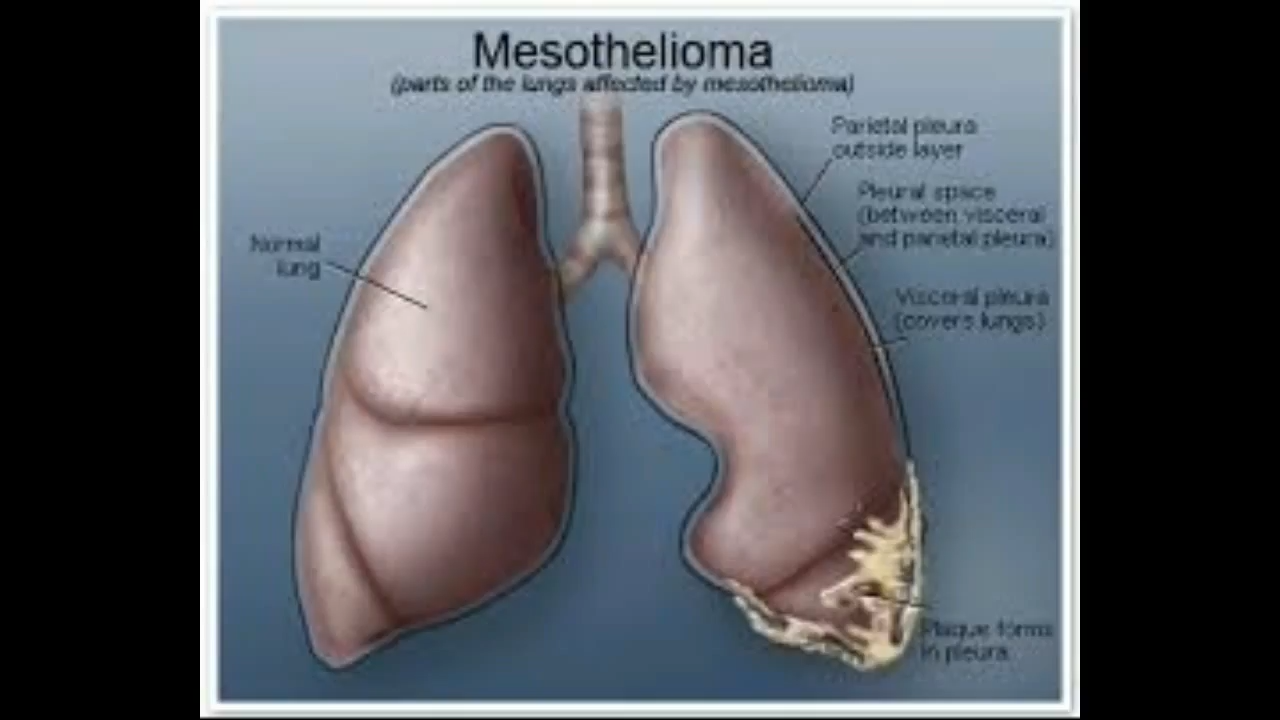 Mesothelioma
(parts of the lungs affected by mesothelioma)
Parietal pleura
outside layer
Pleural space
(between visceral
and parietal pleura)
Normal
lung
Visceral pleura
(covers lungs)
Plaque forms
in pleura